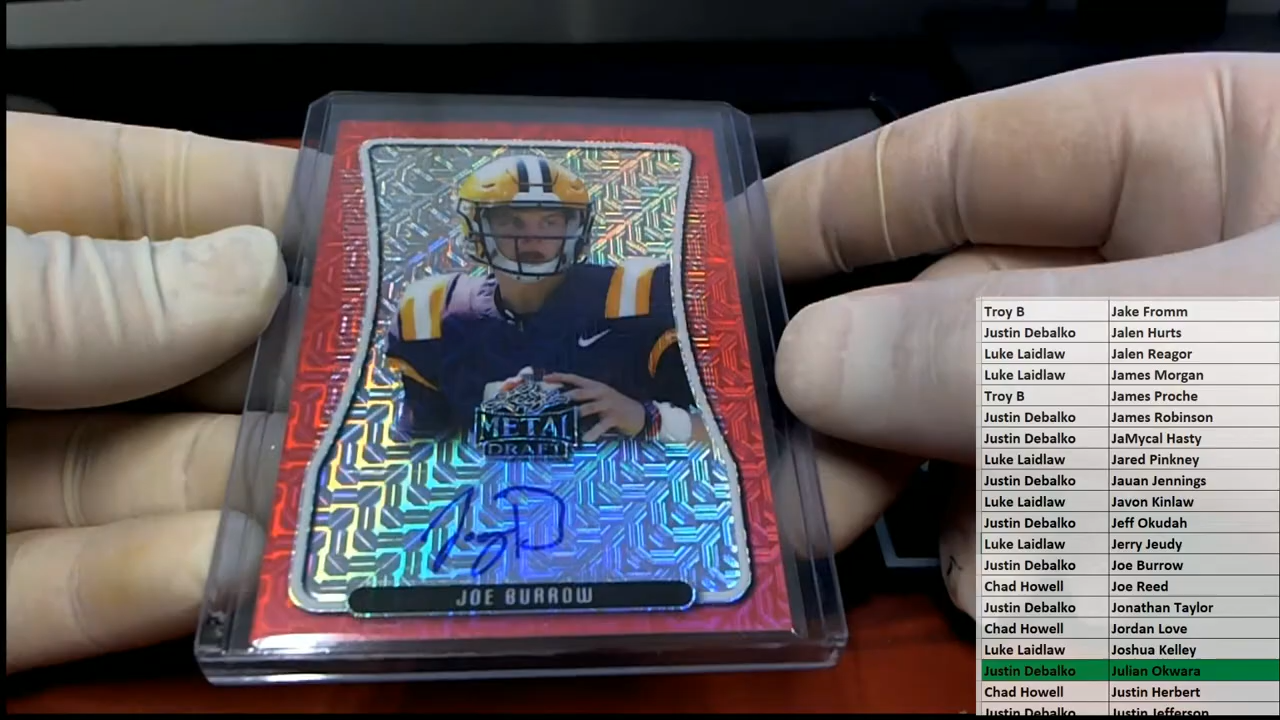 METAL
DRAFT
JOE BURROW
Troy B Jake Fromm
Justin Debalko Jalen Hurts
Luke Laidlaw Jalen Reagor
Luke Laidlaw James Morgan
Troy B James Proche
Justin Debalko James Robinson
Justin Debalko JaMycal Hasty
Luke Laidlaw Jared Pinkney
Justin Debalko Jauan Jennings
Luke Laidlaw Javon Kinlaw
Justin Debalko Jeff Okudah
Luke Laidlaw Jerry Jeudy
Justin Debalko Joe Burrow
Chad Howell Joe Reed
Justin Debalko Jonathan Taylor
Chad Howell Jordan Love
Luke Laidlaw Joshua Kelley
Justin Debalko Julian Okwara
Chad Howell Justin Herbert
Justin Debalko Justin Jefferson